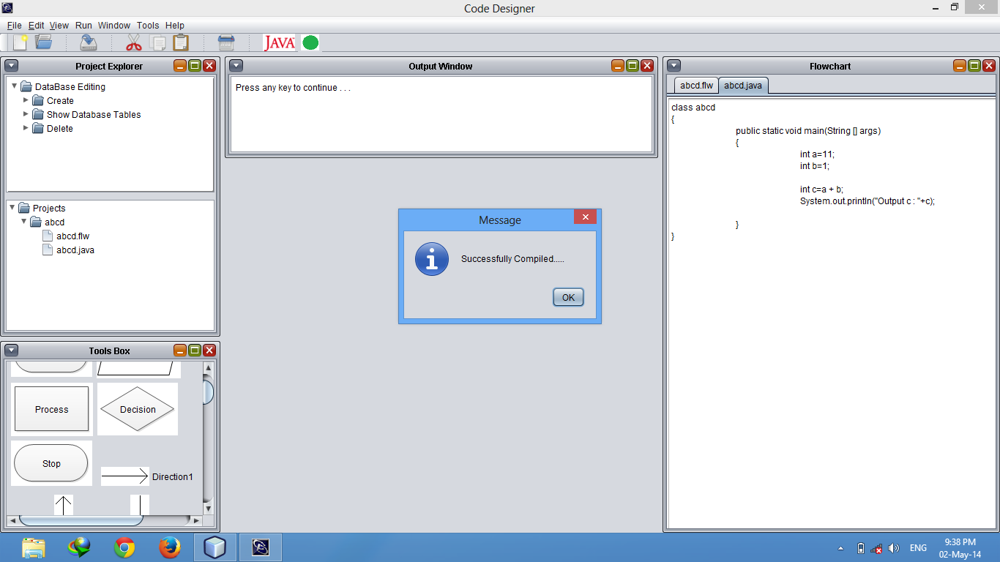 Code Designer
File Edit View Run Window Tools Help
JAVA
Project Explorer
DataBase Editing
Create
Show Database Tables
Delete
Projects
abcd
abcd.flw
abcd.java
Tools Box
Process
Decision
Stop
Direction1
Output Window
Press any key to continue . . .
Message
Successfully Compiled.....
OK
Flowchart
abcd.flw abcd.java
class abcd
{
public static void main(String [] args)
{
int a=11;
int b=1;
int c=a + b;
System.out.println("Output c : "+c);
}
}
ENG
9:38 PM
02-May-14